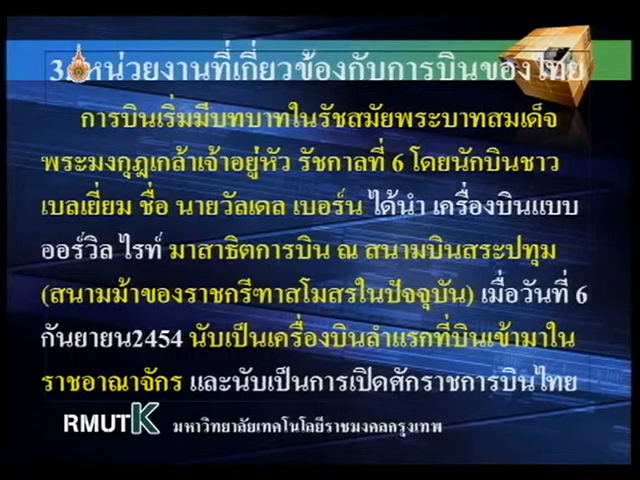 3. หน่วยงานที่เกี่ยวข้องกับการบินของไทย
การบินเริ่มมีบทบาทในรัชสมัยพระบาทสมเด็จ
พระมงกุฎเกล้าเจ้าอยู่หัว รัชกาลที่ 6 โดยนักบินชาว
เบลเยี่ยม ชื่อ นายวัลเดล เบอร์น ได้นำ เครื่องบินแบบ
ออร์วิล ไรท์ มาสาธิตการบิน ณ สนามบินสระปทุม
(สนามม้าของราชกรีฑาสโมสรในปัจจุบัน) เมื่อวันที่ 6
กันยายน2454 นับเป็นเครื่องบินลำแรกที่บินเข้ามาใน
ราชอาณาจักร และนับเป็นการเปิดศักราชการบินไทย
RMUTK มหาวิทยาลัยเทคโนโลยีราชมงคลกรุงเทพ